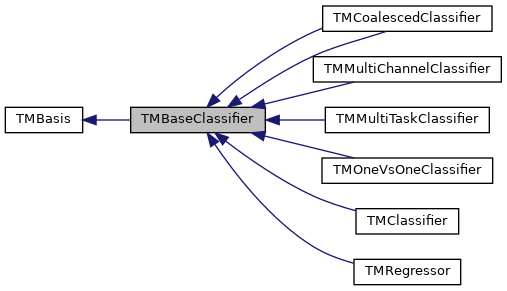 TMCoalescedClassifier
TMMultiChannelClassifier
TMBasis
TMBaseClassifier
TMMultiTaskClassifier
TMOneVsOneClassifier
TMClassifier
TMRegressor